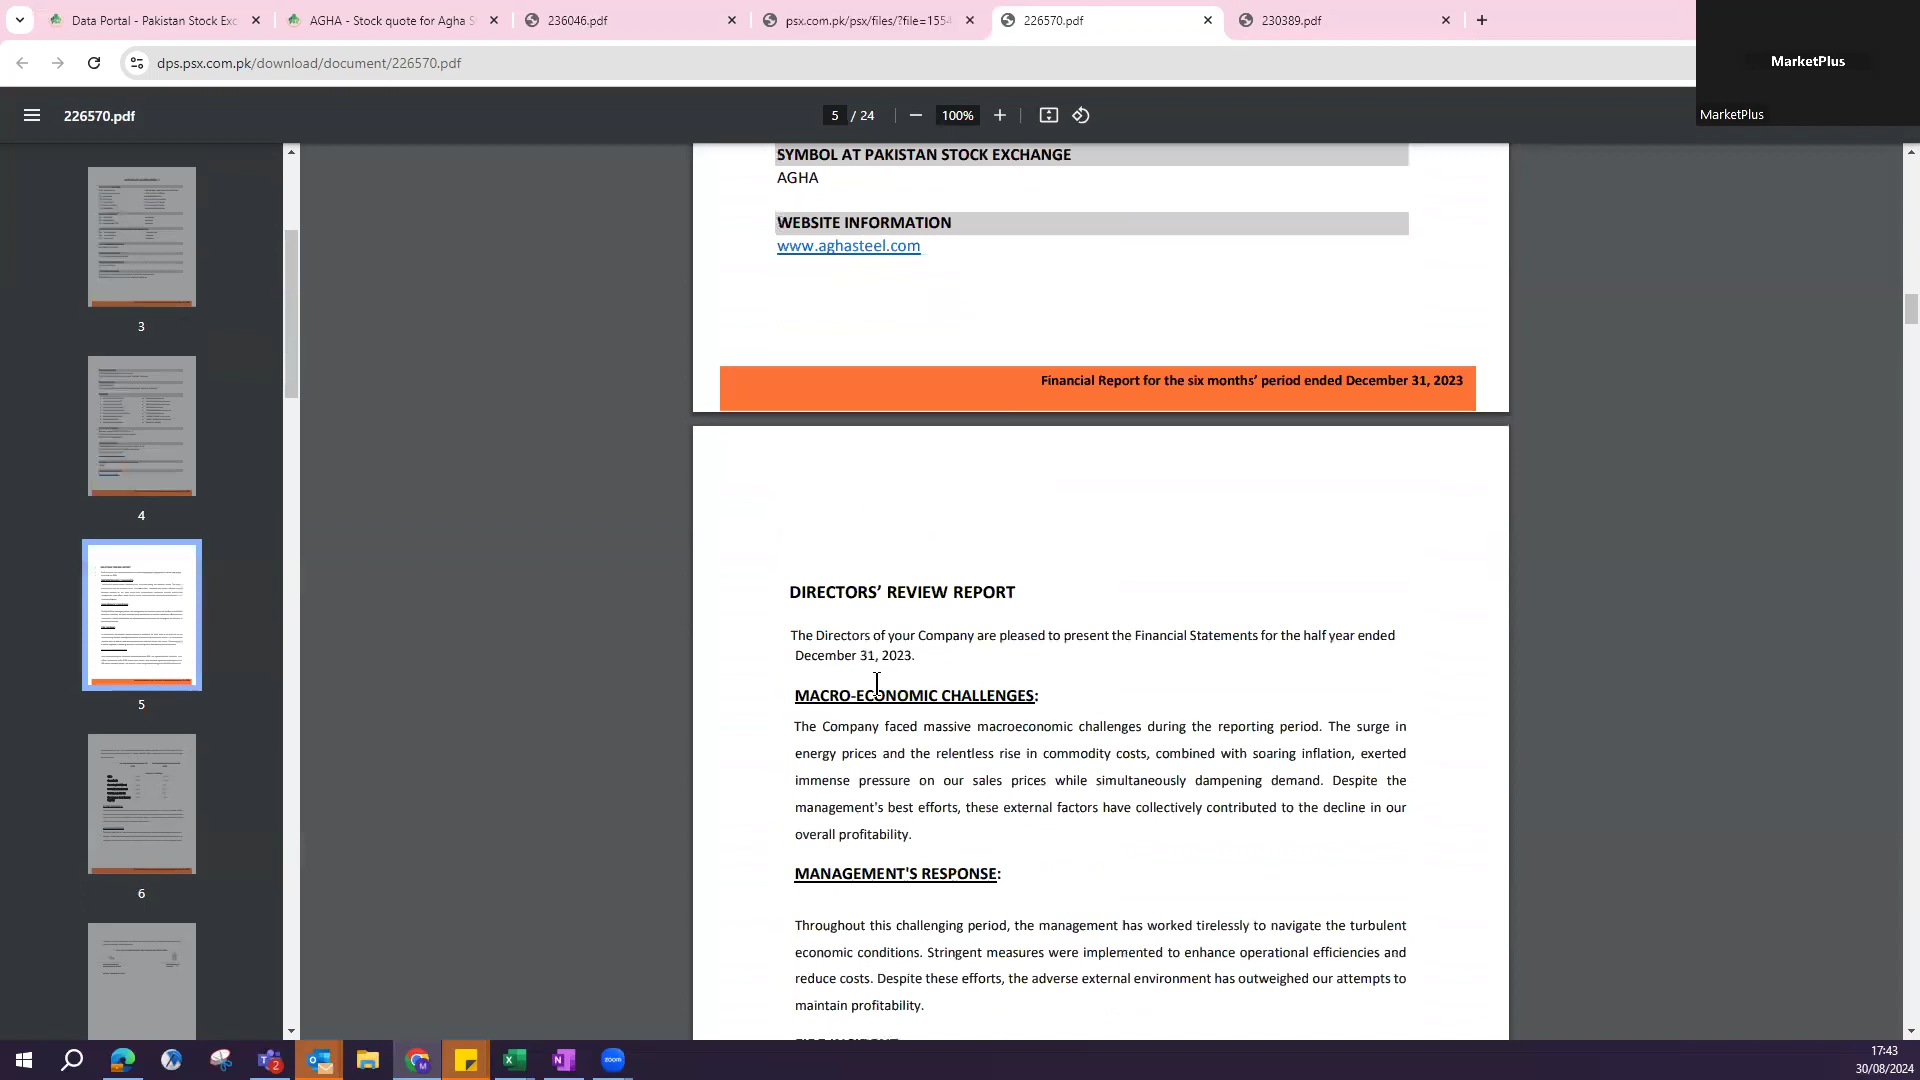 Data Portal - Pakistan Stock Exc
AGHA - Stock quote for Agha S
236046.pdf
psx.com.pk/psx/files/?file=1554
226570.pdf
230389.pdf
MarketPlus
dps.psx.com.pk/download/document/226570.pdf
226570.pdf
5 / 24
100%
MarketPlus
3
4
5
6
SYMBOL AT PAKISTAN STOCK EXCHANGE
AGHA
WEBSITE INFORMATION
www.aghasteel.com
Financial Report for the six months’ period ended December 31, 2023
DIRECTORS’ REVIEW REPORT
The Directors of your Company are pleased to present the Financial Statements for the half year ended
December 31, 2023.
MACRO-ECONOMIC CHALLENGES:
The Company faced massive macroeconomic challenges during the reporting period. The surge in
energy prices and the relentless rise in commodity costs, combined with soaring inflation, exerted
immense pressure on our sales prices while simultaneously dampening demand. Despite the
management's best efforts, these external factors have collectively contributed to the decline in our
overall profitability.
MANAGEMENT'S RESPONSE:
Throughout this challenging period, the management has worked tirelessly to navigate the turbulent
economic conditions. Stringent measures were implemented to enhance operational efficiencies and
reduce costs. Despite these efforts, the adverse external environment has outweighed our attempts to
maintain profitability.
2
zoom
17:43
30/08/2024